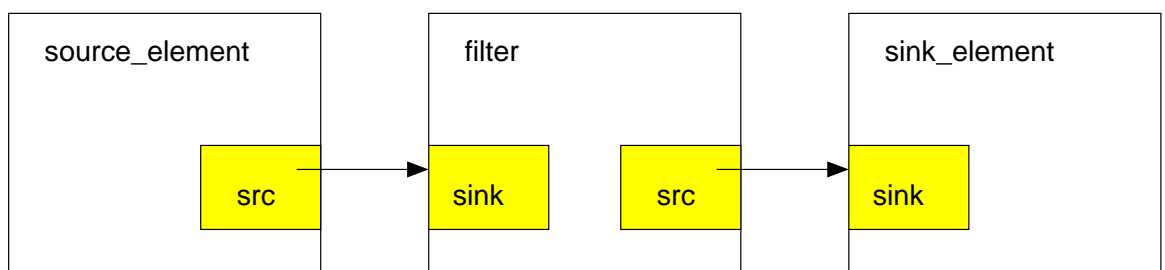 source_element
filter
sink_element
src
sink
src
sink